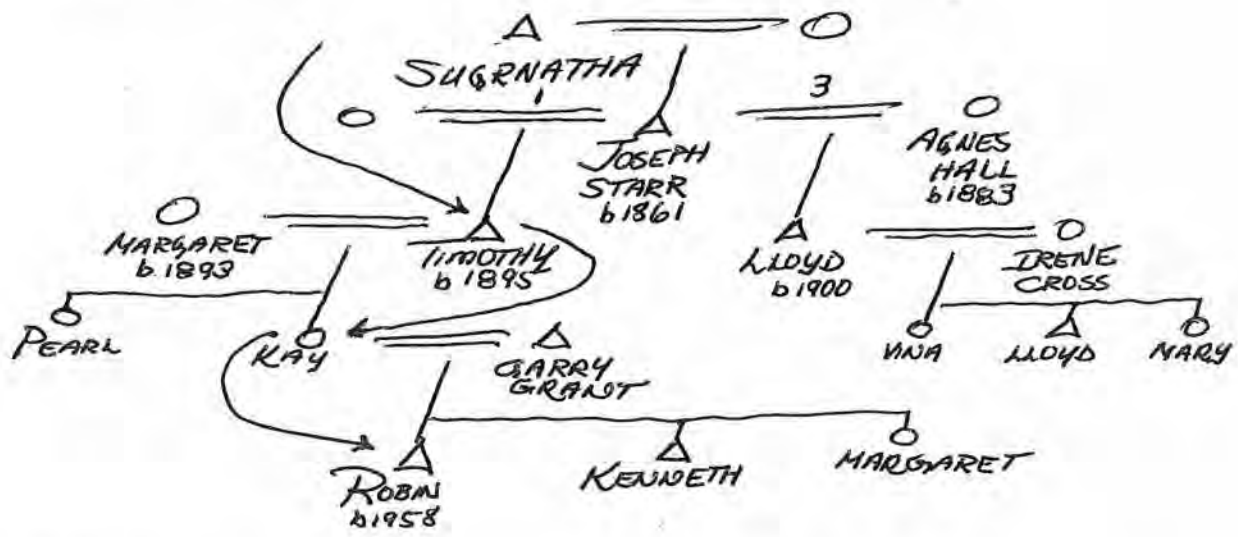 SUGRNATHA
1
3
JOSEPH
STARR
b1861
AGNES
HALL
b1883
MARGARET
b.1893
TIMOTHY
b1895
LLOYD
b1900
IRENE
CROSS
PEARL
KAY
GARRY
GRANT
VINA
LLOYD
MARY
ROBIN
b1958
KENNETH
MARGARET